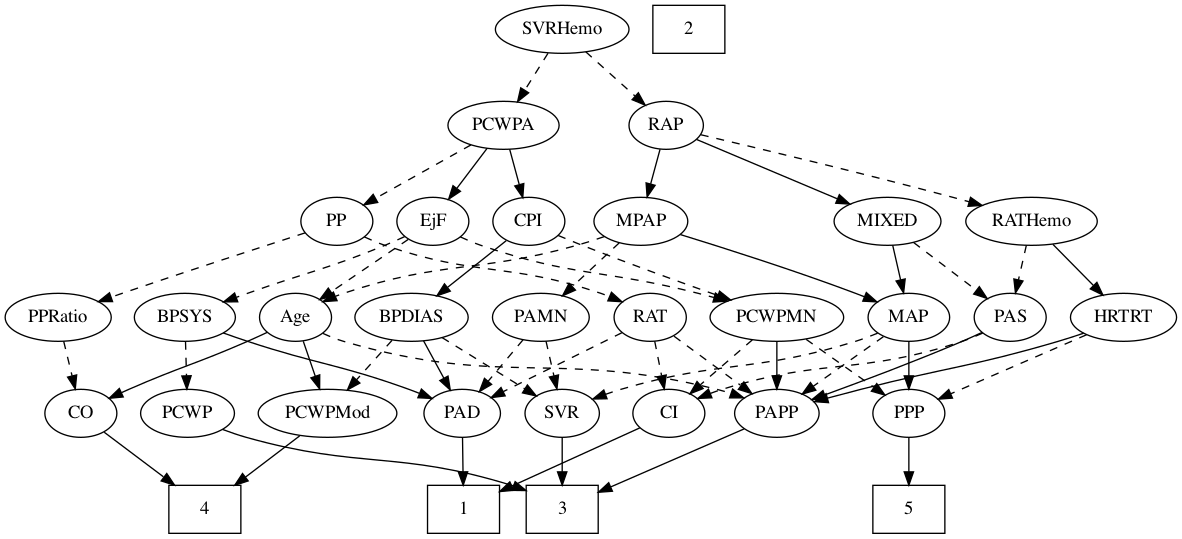 SVRHemo
2
PCWPA
RAP
PP
EjF
CPI
MPAP
MIXED
RATHemo
PPRatio
BPSYS
Age
BPDIAS
PAMN
RAT
PCWPMN
MAP
PAS
HRTRT
CO
PCWP
PCWPMod
PAD
SVR
CI
PAPP
PPP
4
1
3
5